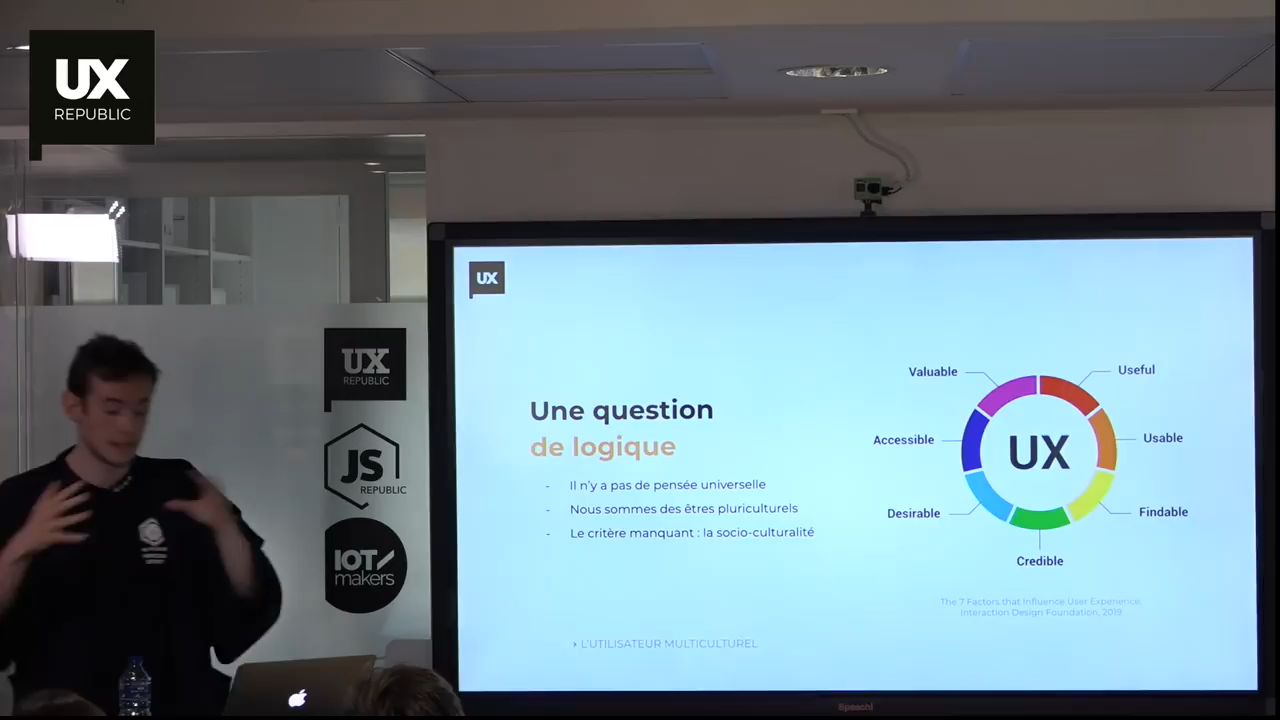 UX
REPUBLIC
UX
REPUBLIC
JS
REPUBLIC
IOT/
makers
UX
Une question
de logique
- Il n'y a pas de pensée universelle
- Nous sommes des êtres pluriculturels
- Le critère manquant : la socio-culturalité
L'UTILISATEUR MULTICULTUREL
Valuable
Useful
Accessible
UX
Usable
Desirable
Findable
Credible
The 7 Factors that Influence User Experience,
Interaction Design Foundation, 2019
Speechi